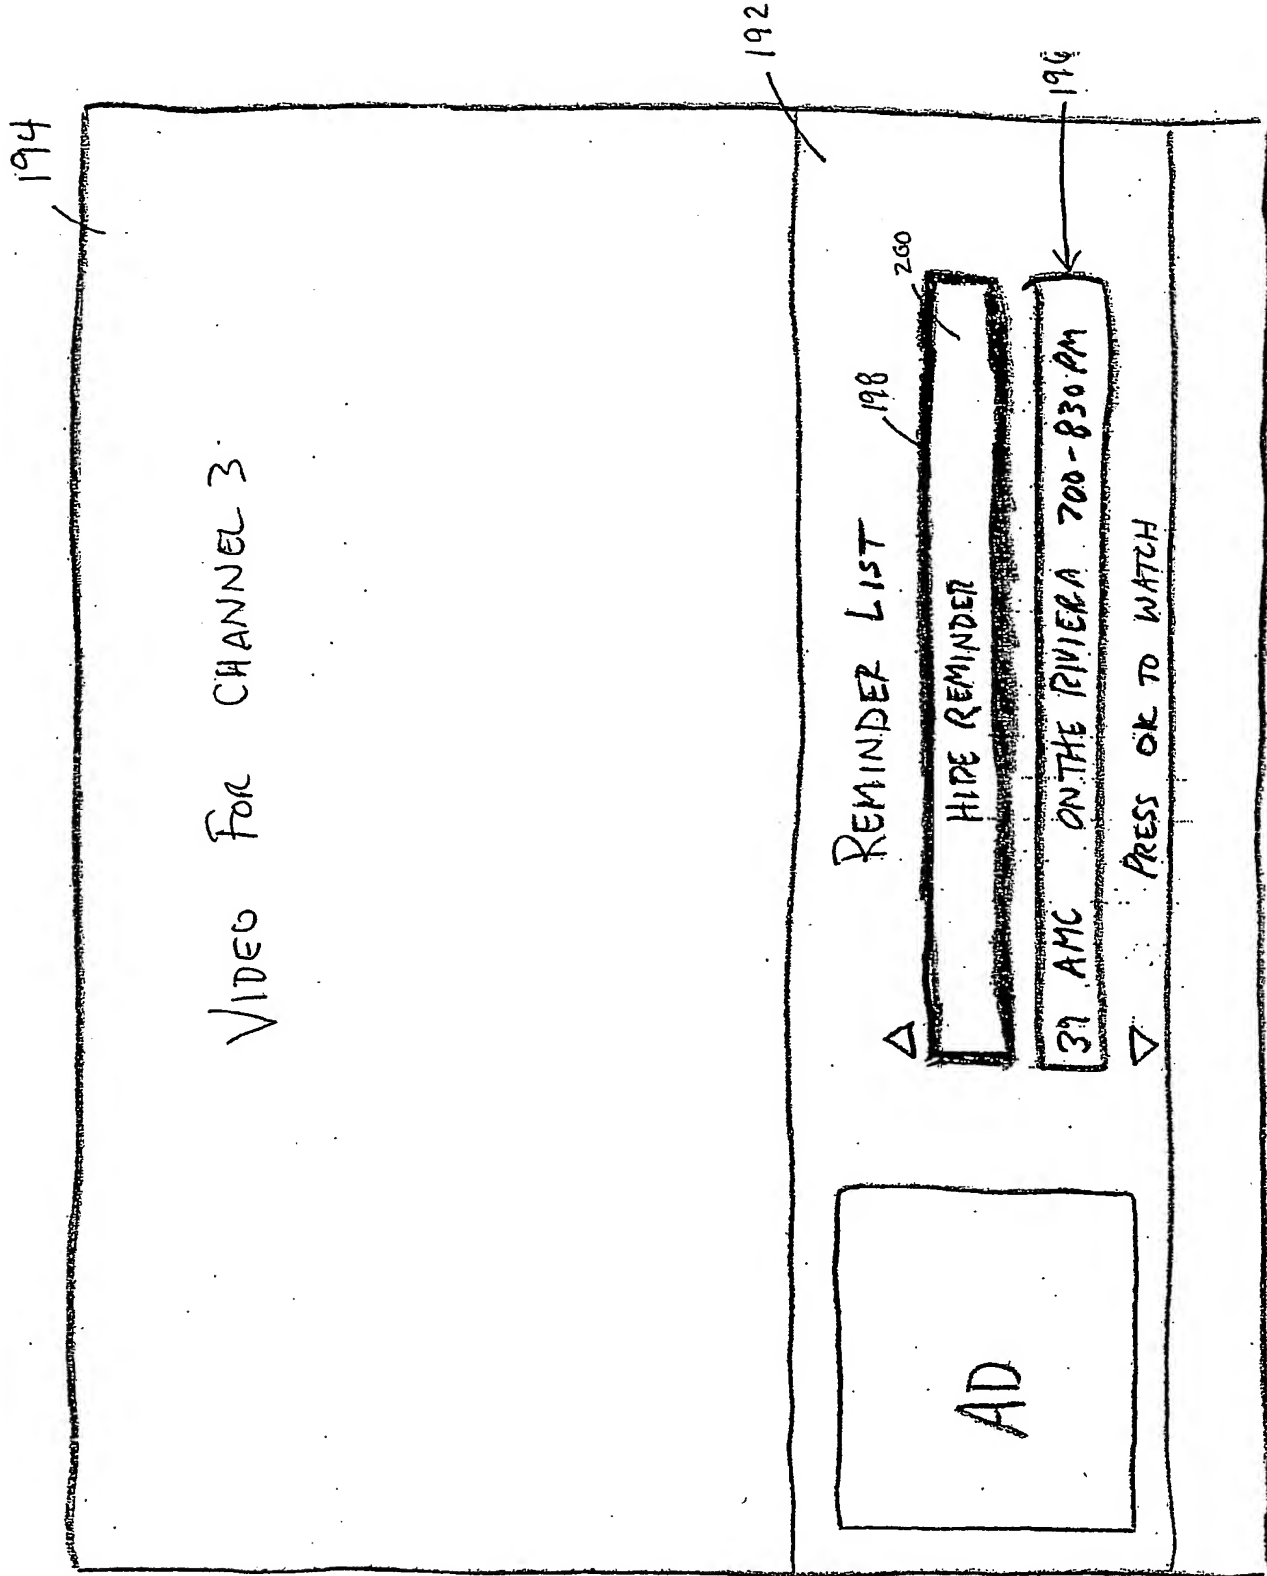 194
VIDEO FOR CHANNEL 3
192
REMINDER LIST
198
200
HIDE REMINDER
39 AMC ON THE RIVIERA 700-830 PM
196
PRESS OK TO WATCH
AD